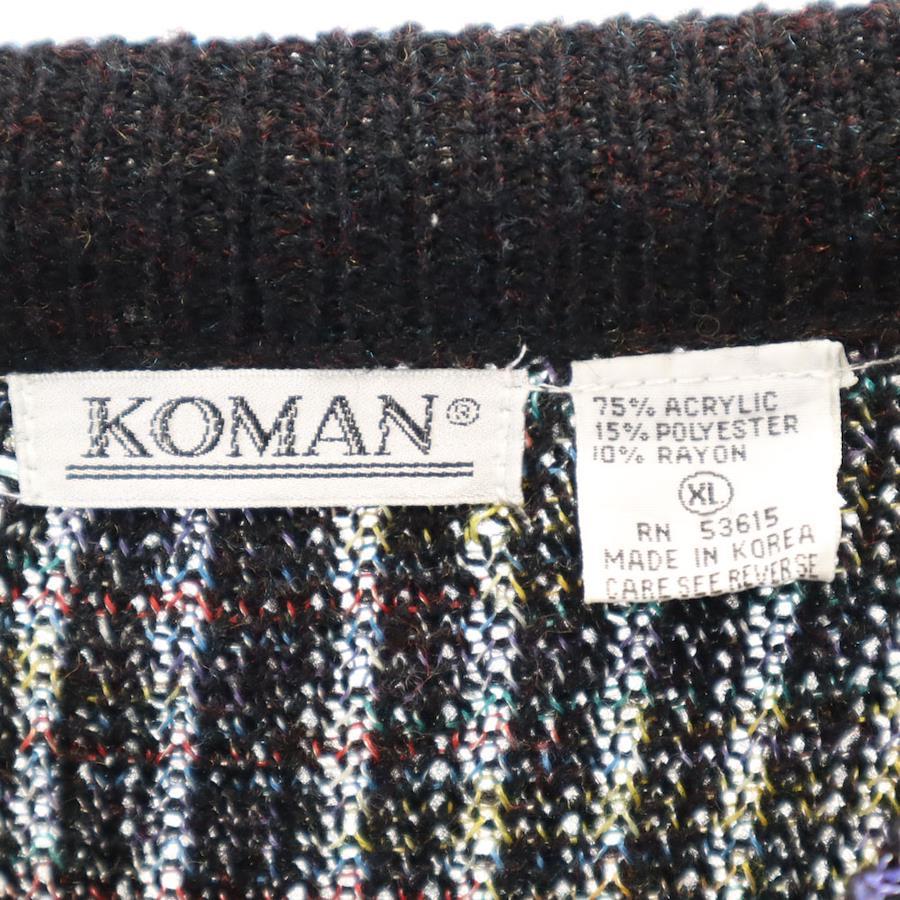 KOMAN®
75% ACRYLIC
15% POLYESTER
10% RAYON
XL
RN 53615
MADE IN KOREA
CARE SEE REVERSE